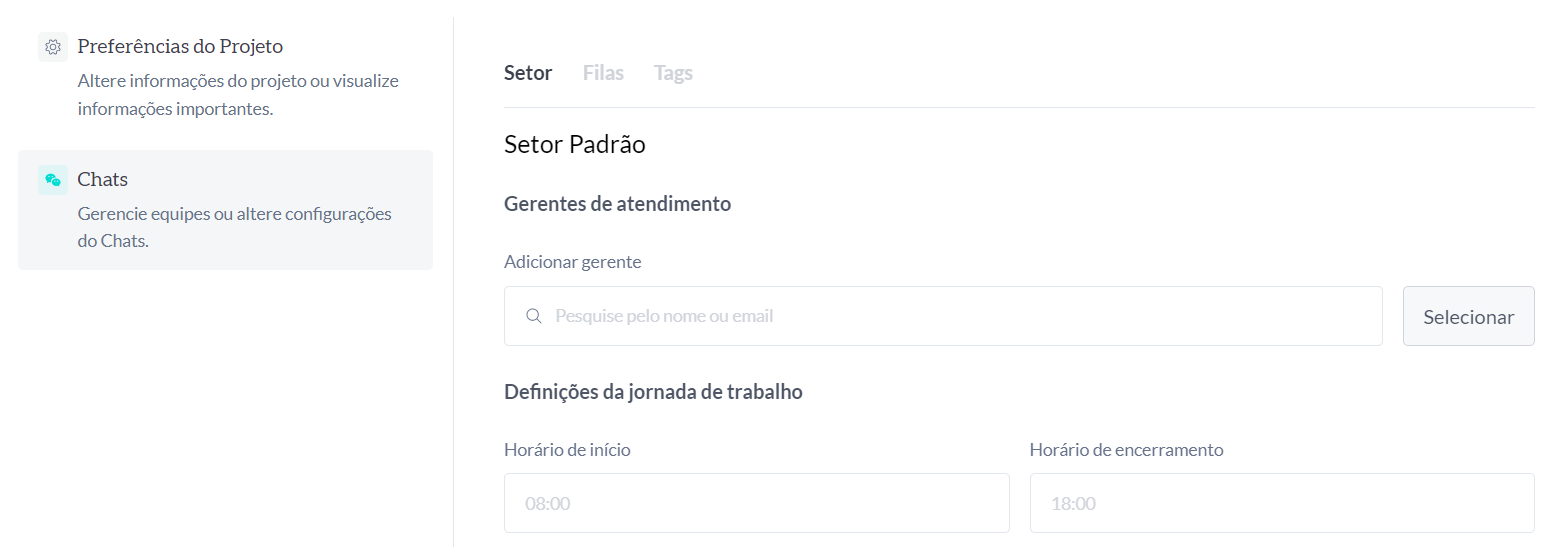 Preferências do Projeto
Altere informações do projeto ou visualize
informações importantes.
Chats
Gerencie equipes ou altere configurações
do Chats.
Setor Filas Tags
Setor Padrão
Gerentes de atendimento
Adicionar gerente
Pesquise pelo nome ou email Selecionar
Definições da jornada de trabalho
Horário de início Horário de encerramento
08:00 18:00